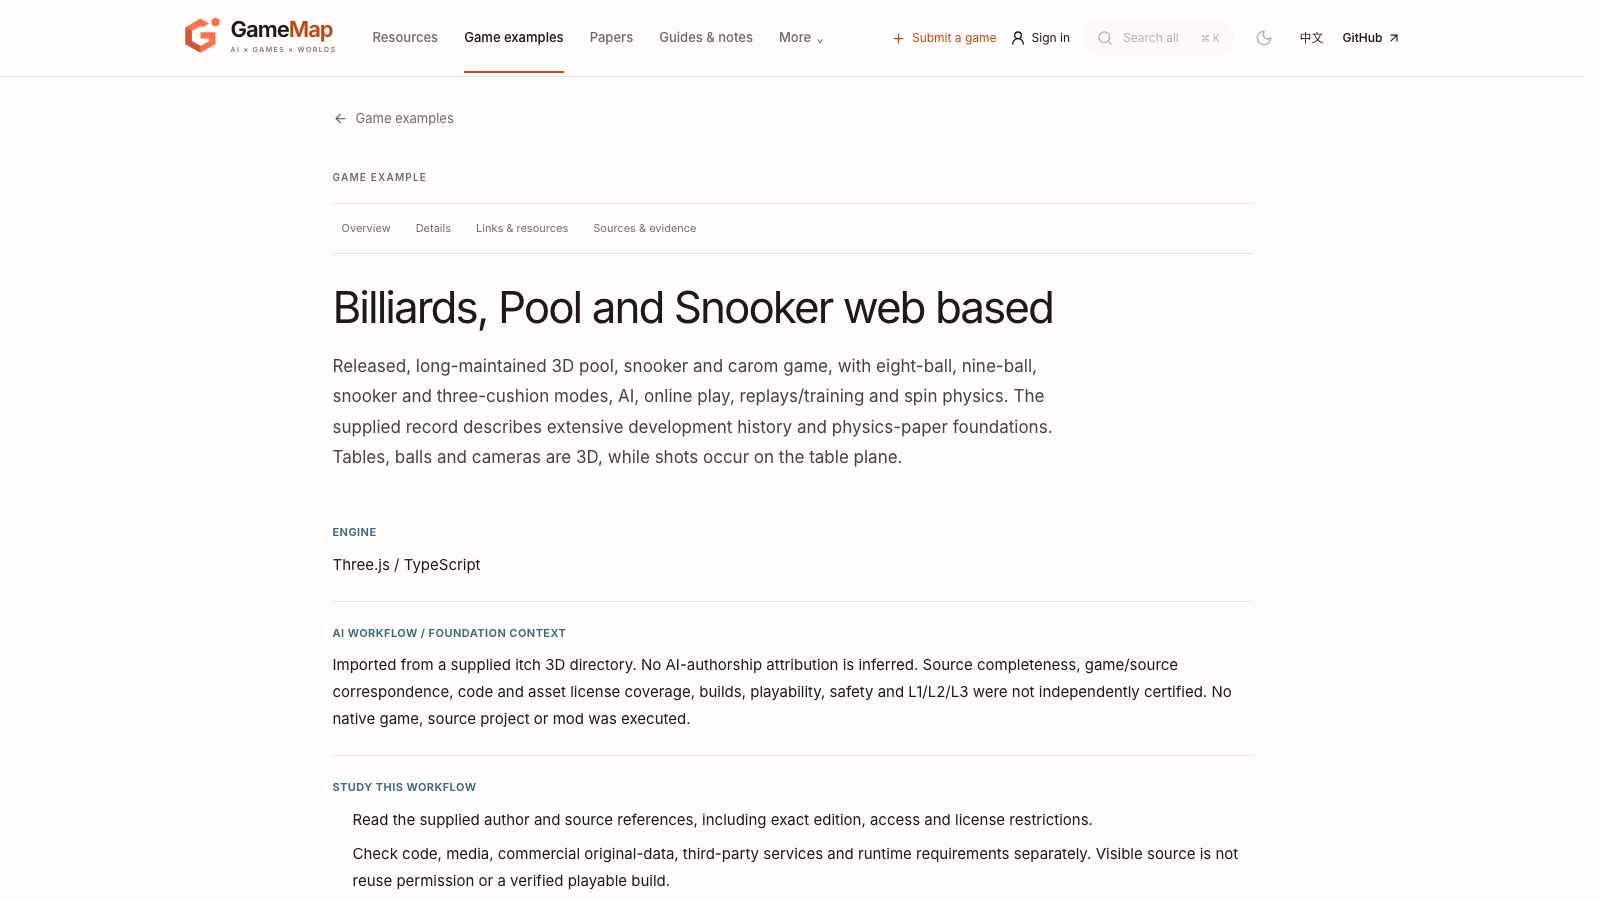 GameMap
AI × GAMES × WORLDS
Resources
Game examples
Papers
Guides & notes
More
Submit a game
Sign in
Search all
⌘ K
中文
GitHub
Game examples
GAME EXAMPLE
Overview
Details
Links & resources
Sources & evidence
Billiards, Pool and Snooker web based
Released, long-maintained 3D pool, snooker and carom game, with eight-ball, nine-ball,
snooker and three-cushion modes, AI, online play, replays/training and spin physics. The
supplied record describes extensive development history and physics-paper foundations.
Tables, balls and cameras are 3D, while shots occur on the table plane.
ENGINE
Three.js / TypeScript
AI WORKFLOW / FOUNDATION CONTEXT
Imported from a supplied itch 3D directory. No AI-authorship attribution is inferred. Source completeness, game/source
correspondence, code and asset license coverage, builds, playability, safety and L1/L2/L3 were not independently certified. No
native game, source project or mod was executed.
STUDY THIS WORKFLOW
Read the supplied author and source references, including exact edition, access and license restrictions.
Check code, media, commercial original-data, third-party services and runtime requirements separately. Visible source is not
reuse permission or a verified playable build.